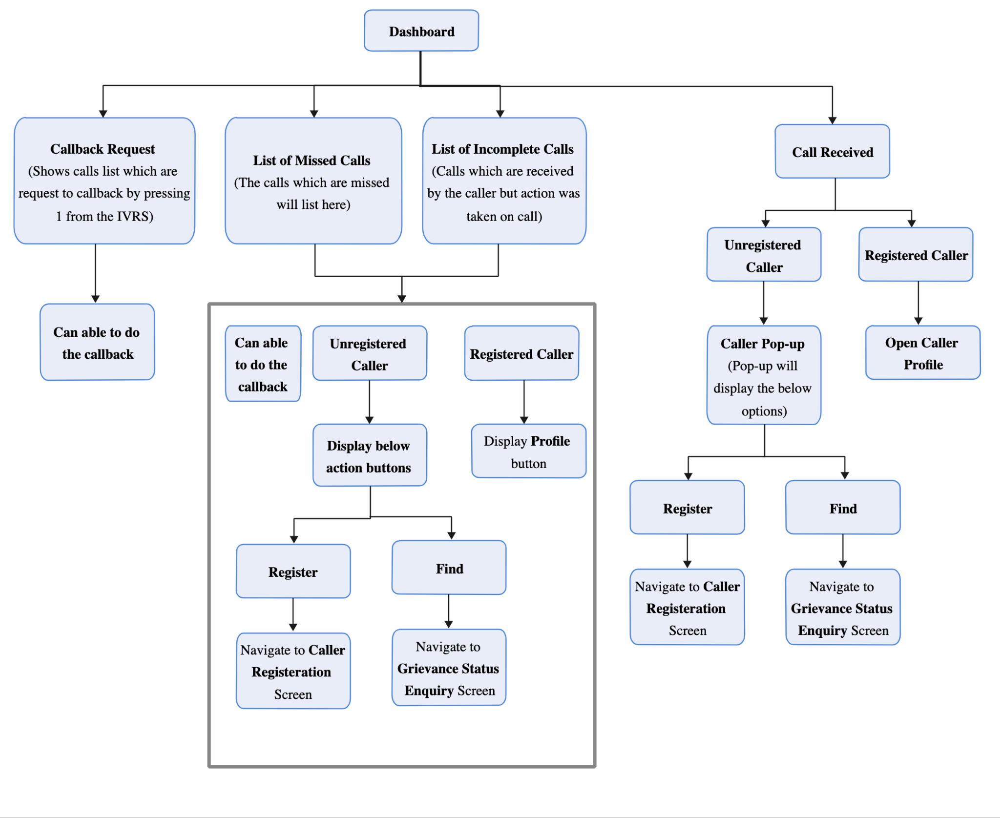 Dashboard
Callback Request
(Shows calls list which are
request to callback by pressing
1 from the IVRS)
List of Missed Calls
(The calls which are missed
will list here)
List of Incomplete Calls
(Calls which are received
by the caller but action was
taken on call)
Call Received
Unregistered
Caller
Registered Caller
Can able to do
the callback
Can able
to do the
callback
Unregistered
Caller
Registered Caller
Caller Pop-up
(Pop-up will
display the below
options)
Open Caller
Profile
Display below
action buttons
Display Profile
button
Register
Find
Register
Find
Navigate to Caller
Registeration
Screen
Navigate to
Grievance Status
Enquiry Screen
Navigate to Caller
Registeration
Screen
Navigate to
Grievance Status
Enquiry Screen